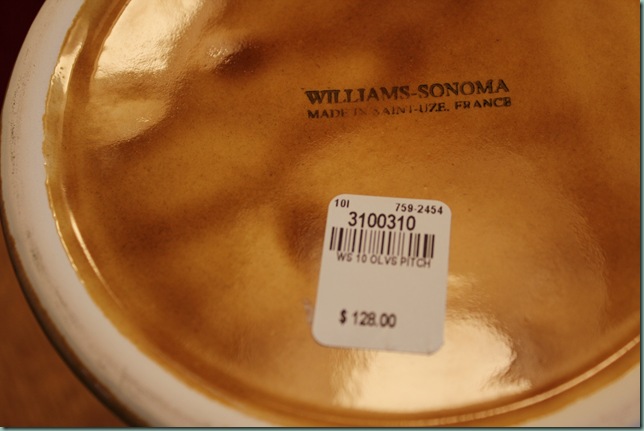 WILLIAMS-SONOMA
MADE IN SAINT-UZE, FRANCE
10I 759-2454
3100310
WS 10 OLVS PITCH
$ 128.00